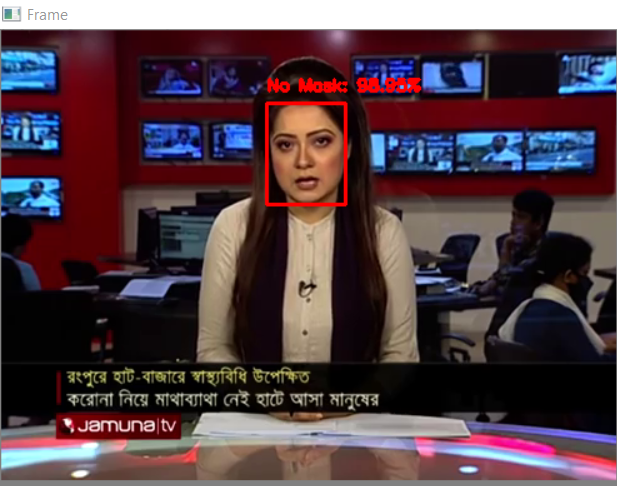 Frame
No Mask: 98.95%
রংপুরে হাট-বাজারে স্বাস্থ্যবিধি উপেক্ষিত
করোনা নিয়ে মাথাব্যাথা নেই হাটে আসা মানুষের
Jamuna|tv